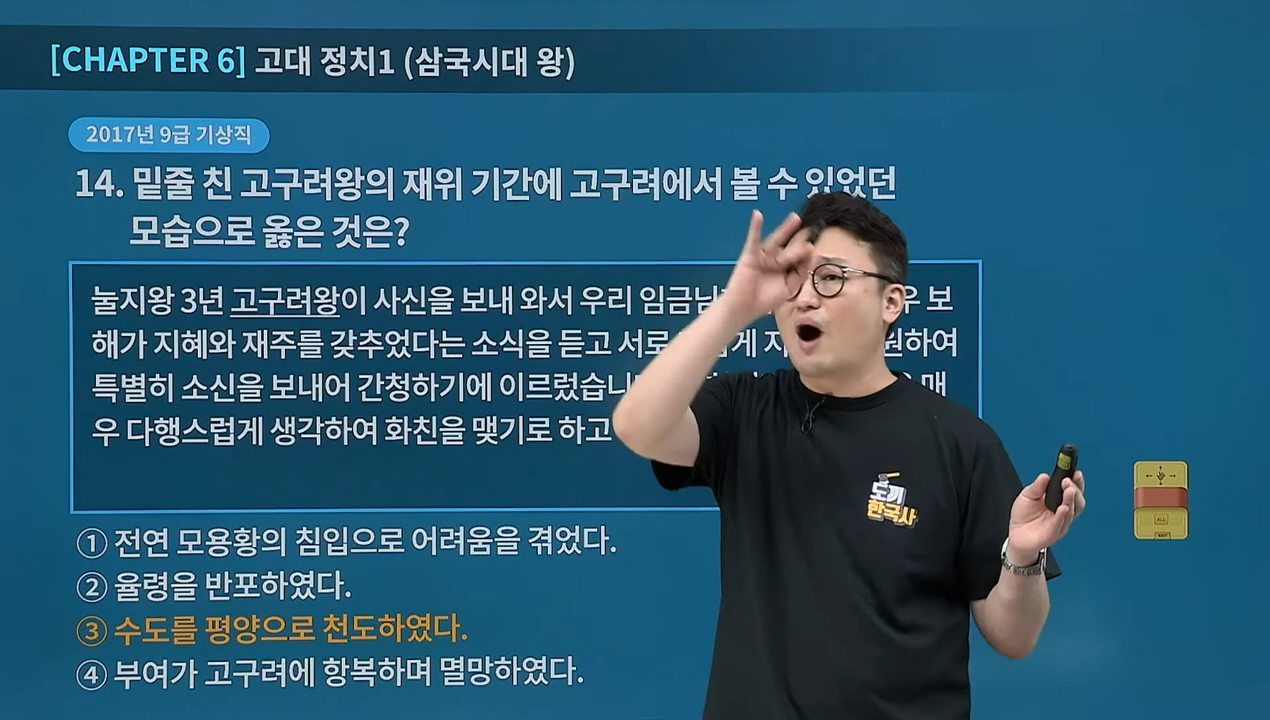 [CHAPTER 6] 고대 정치1 (삼국시대 왕)
2017년 9급 기상직
14. 밑줄 친 고구려왕의 재위 기간에 고구려에서 볼 수 있었던
모습으로 옳은 것은?
눌지왕 3년 고구려왕이 사신을 보내 와서 우리 임금님 우 보
해가 지혜와 재주를 갖추었다는 소식을 듣고 서로 게 원하여
특별히 소신을 보내어 간청하기에 이르렀습니 매
우 다행스럽게 생각하여 화친을 맺기로 하고
① 전연 모용황의 침입으로 어려움을 겪었다.
② 율령을 반포하였다.
③ 수도를 평양으로 천도하였다.
④ 부여가 고구려에 항복하며 멸망하였다.
도끼
한국사
ALL
EXIT